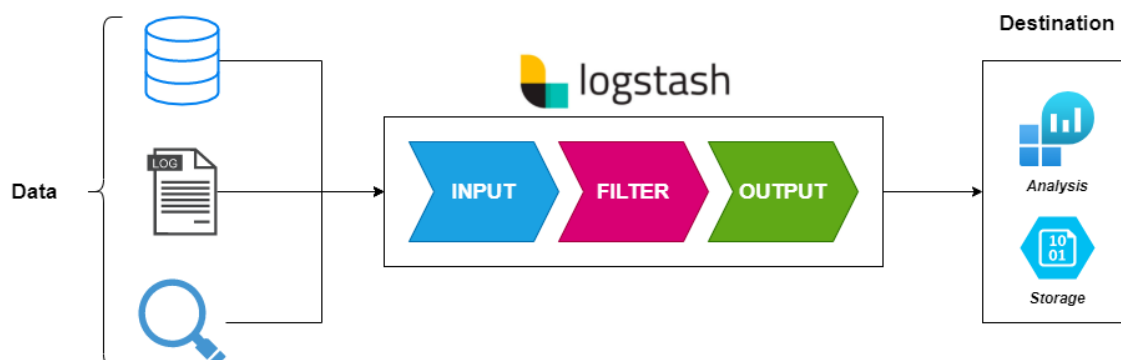 Destination
logstash
LOG
Data
INPUT
FILTER
OUTPUT
Analysis
10
01
Storage